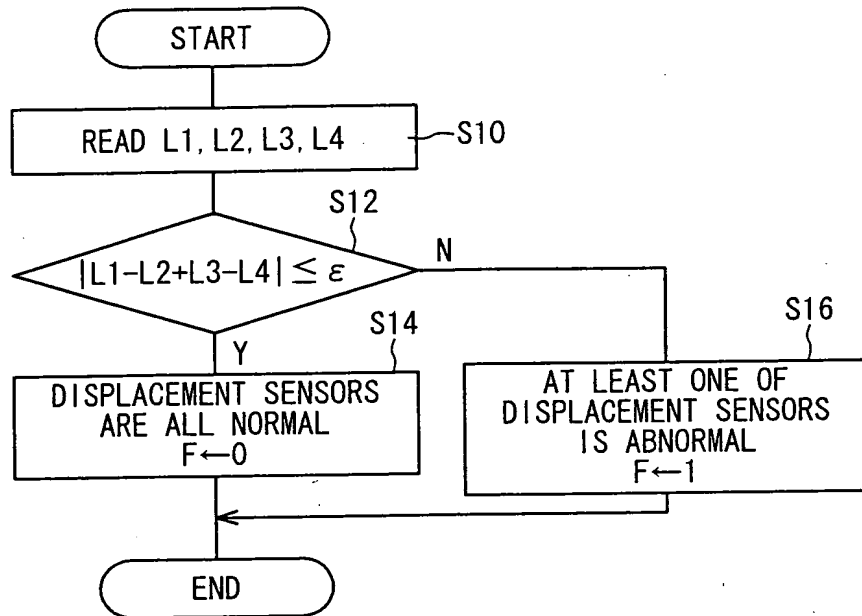 START
READ L1, L2, L3, L4
S10
S12
|L1-L2+L3-L4| ≦ ε
N
Y
S14
DISPLACEMENT SENSORS
ARE ALL NORMAL
F←0
S16
AT LEAST ONE OF
DISPLACEMENT SENSORS
IS ABNORMAL
F←1
END